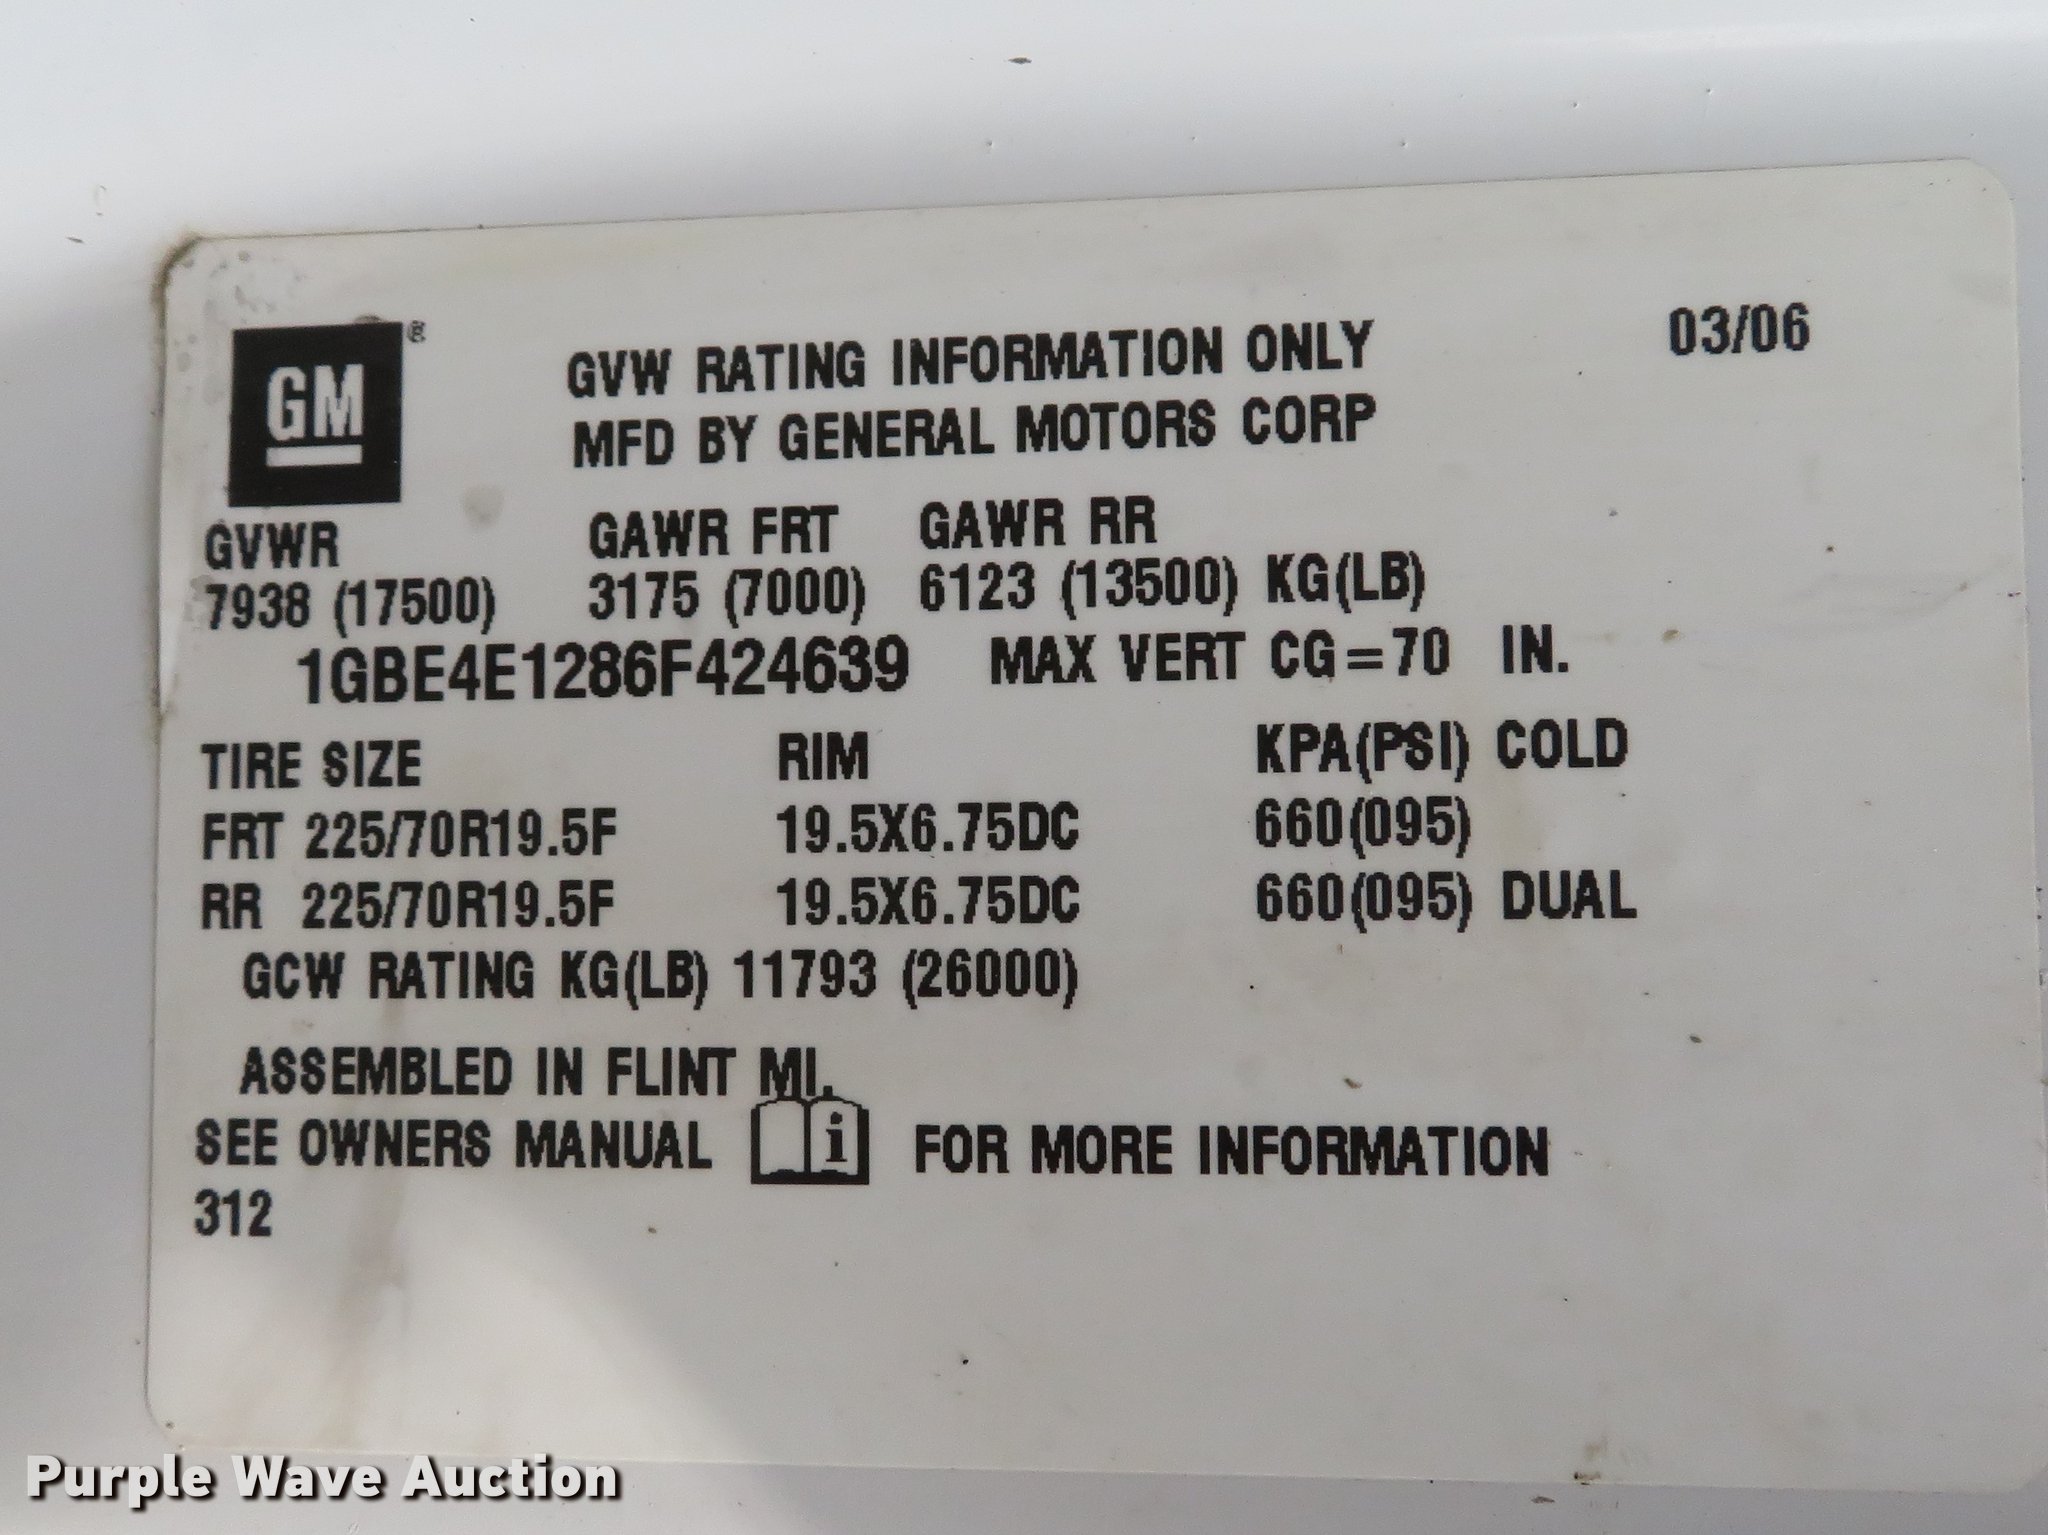 GM ®
GVW RATING INFORMATION ONLY 03/06
MFD BY GENERAL MOTORS CORP
GVWR GAWR FRT GAWR RR
7938 (17500) 3175 (7000) 6123 (13500) KG(LB)
1GBE4E1286F424639 MAX VERT CG=70 IN.
TIRE SIZE RIM KPA(PSI) COLD
FRT 225/70R19.5F 19.5X6.75DC 660(095)
RR 225/70R19.5F 19.5X6.75DC 660(095) DUAL
GCW RATING KG(LB) 11793 (26000)
ASSEMBLED IN FLINT MI.
SEE OWNERS MANUAL i FOR MORE INFORMATION
312
Purple Wave Auction